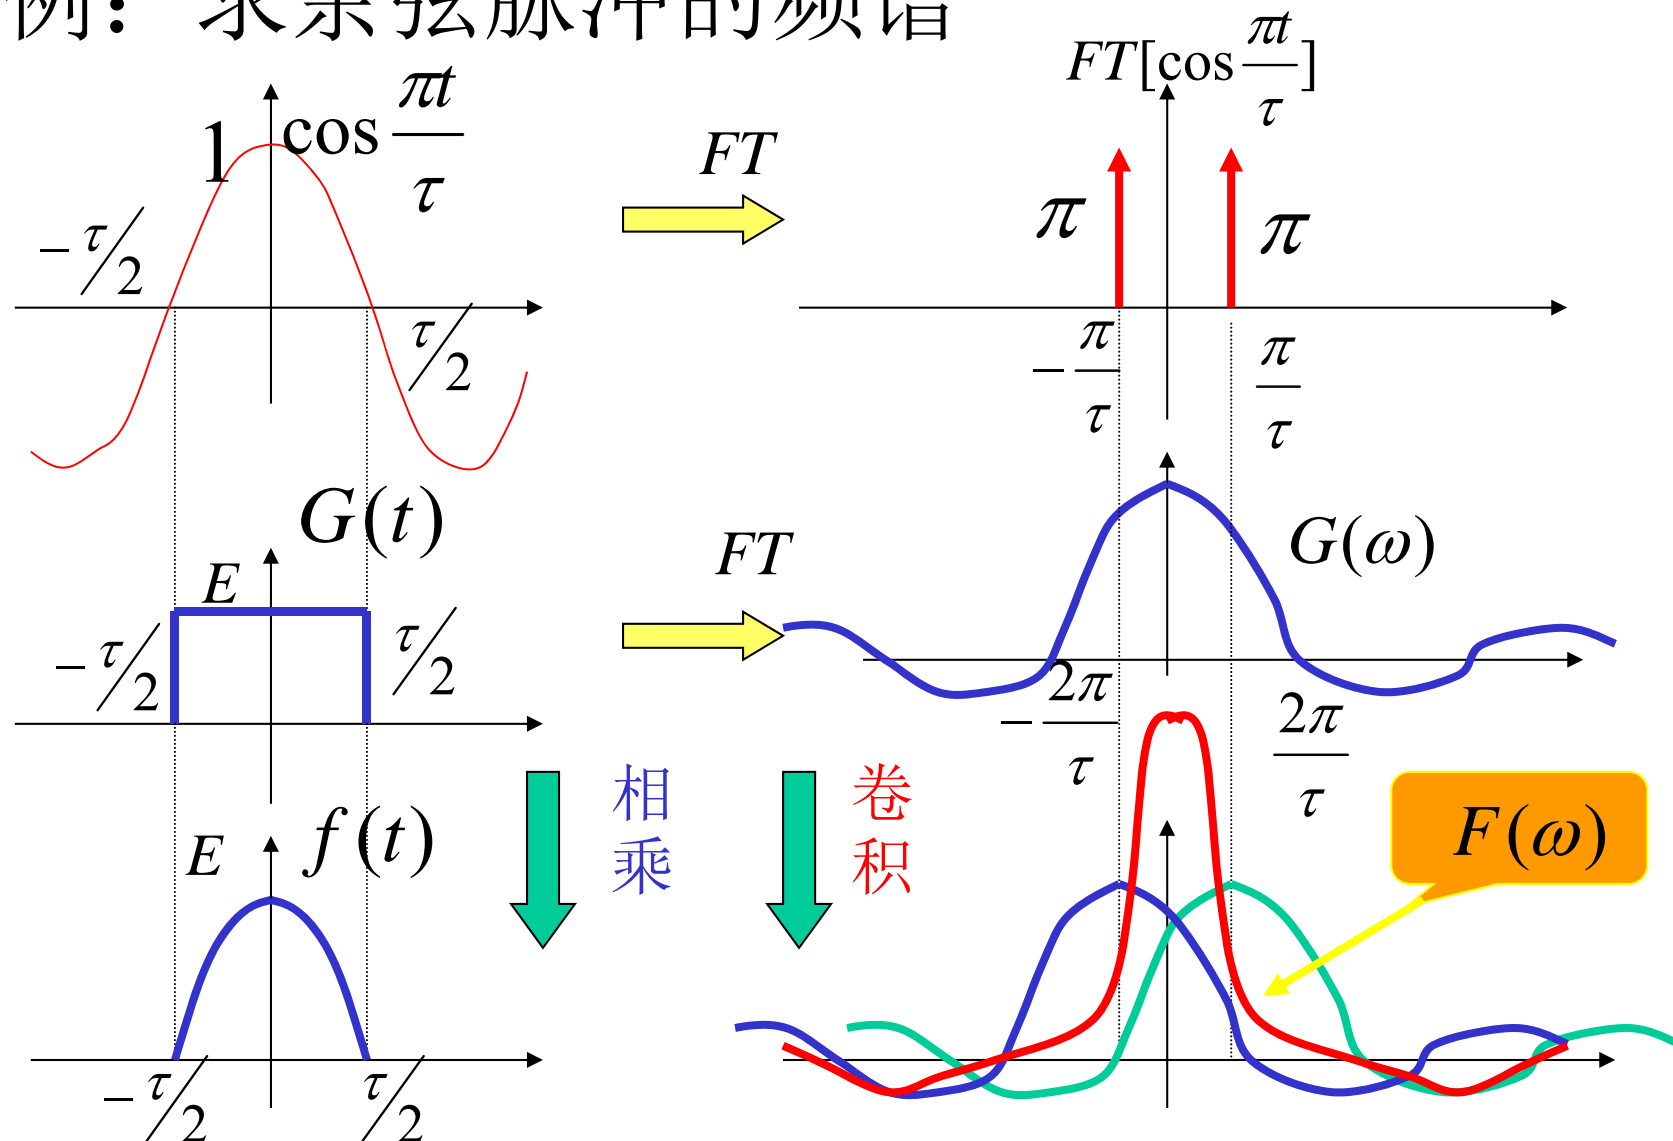 例：求余弦脉冲的频谱
1
cos πt/τ
-τ/2
τ/2
FT
FT[cos πt/τ]
π
π
-π/τ
π/τ
G(t)
E
-τ/2
τ/2
FT
G(ω)
-2π/τ
2π/τ
相乘
卷积
E
f(t)
-τ/2
τ/2
F(ω)